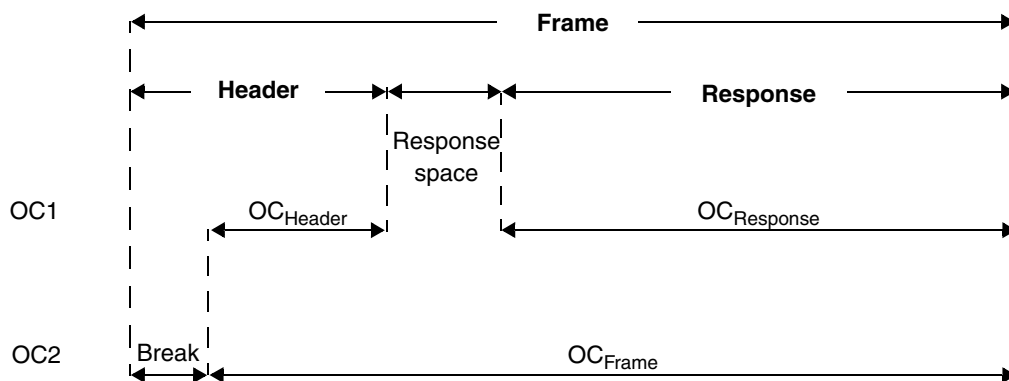 Frame
Header
Response
Response
space
OC1
OCHeader
OCResponse
OC2
Break
OCFrame